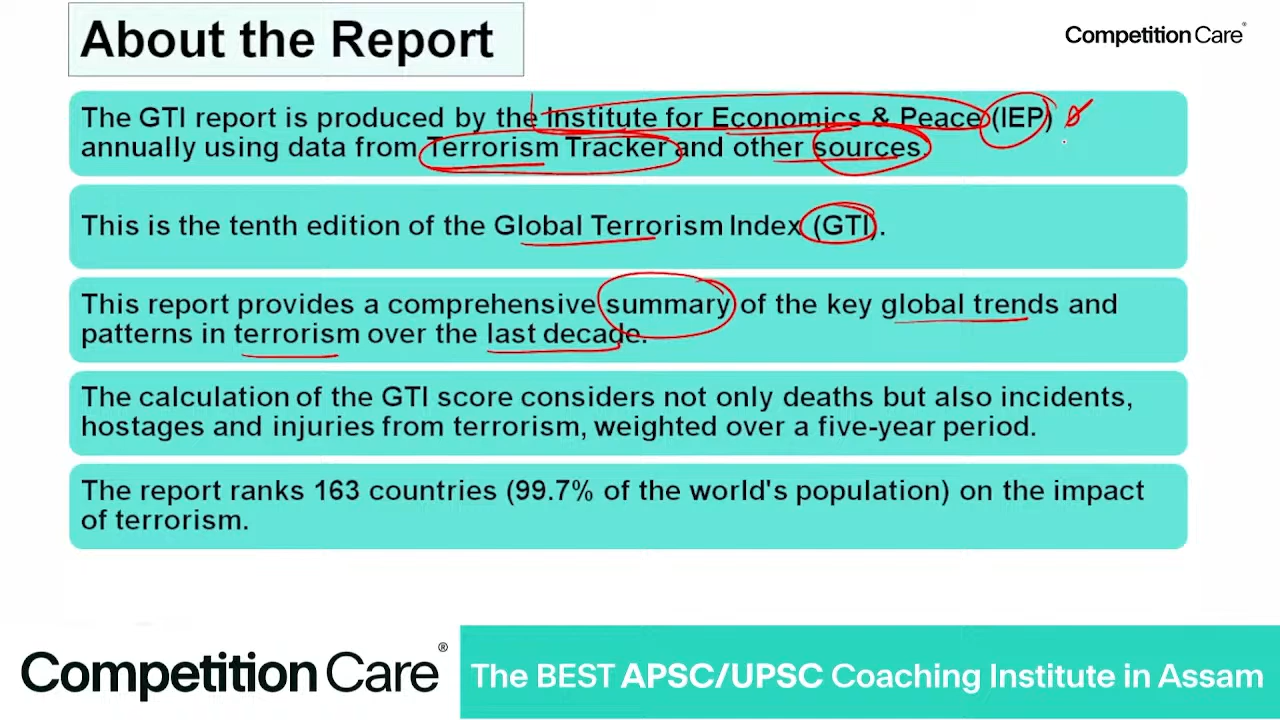 About the Report
Competition Care®
The GTI report is produced by the Institute for Economics & Peace (IEP)
annually using data from Terrorism Tracker and other sources.
This is the tenth edition of the Global Terrorism Index (GTI).
This report provides a comprehensive summary of the key global trends and
patterns in terrorism over the last decade.
The calculation of the GTI score considers not only deaths but also incidents,
hostages and injuries from terrorism, weighted over a five-year period.
The report ranks 163 countries (99.7% of the world's population) on the impact
of terrorism.
Competition Care®
The BEST APSC/UPSC Coaching Institute in Assam